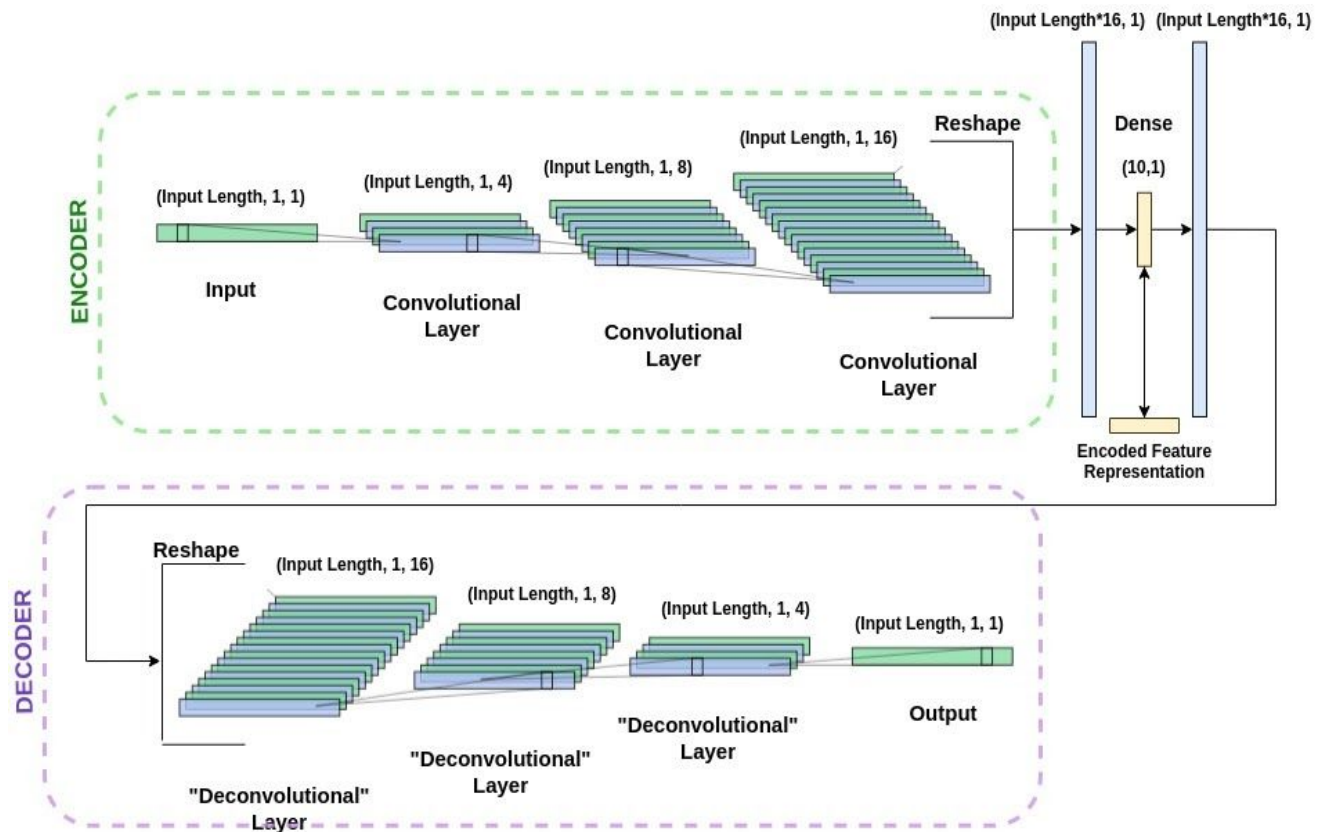 (Input Length*16, 1) (Input Length*16, 1)
ENCODER
(Input Length, 1, 1)
Input
(Input Length, 1, 4)
Convolutional
Layer
(Input Length, 1, 8)
Convolutional
Layer
(Input Length, 1, 16)
Convolutional
Layer
Reshape
Dense
(10,1)
Encoded Feature
Representation
DECODER
Reshape
(Input Length, 1, 16)
"Deconvolutional"
Layer
(Input Length, 1, 8)
"Deconvolutional"
Layer
(Input Length, 1, 4)
"Deconvolutional"
Layer
(Input Length, 1, 1)
Output